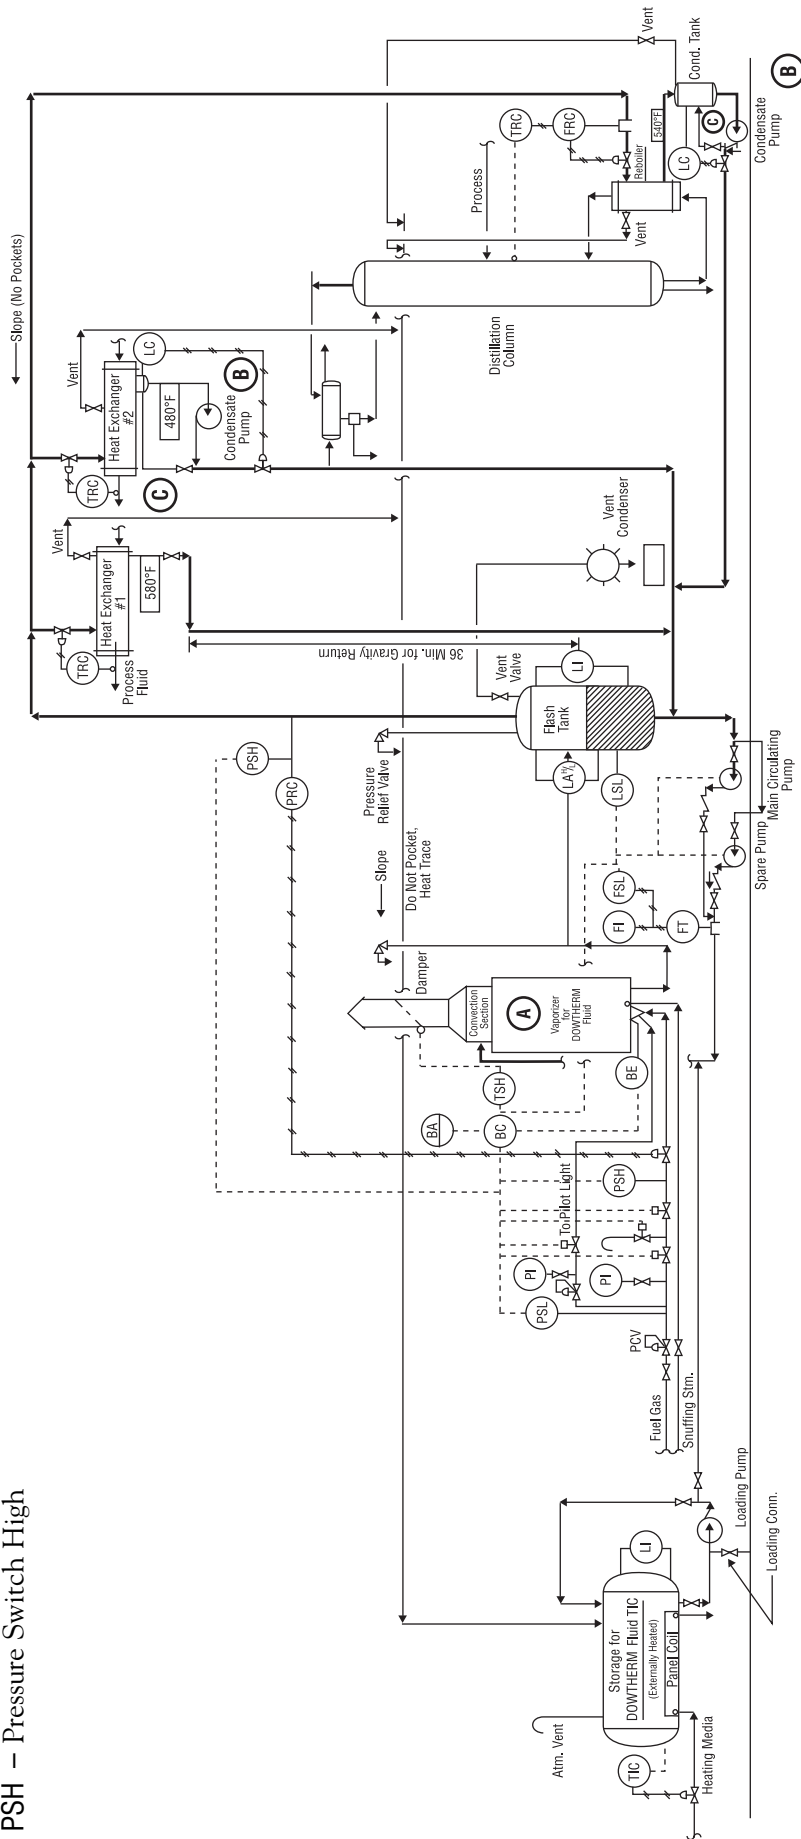 PSH – Pressure Switch High
Atm. Vent
TIC
Heating Media
Storage for
DOWTHERM Fluid TIC
(Externally Heated)
Panel Coil
LI
Loading Pump
Loading Conn.
Fuel Gas
Snuffing Stm.
PCV
PSL
PI
PI
To Pilot Light
PSH
BA
BC
TSH
BE
Damper
Convection
Section
A
Vaporizer
for
DOWTHERM
Fluid
Slope
Do Not Pocket,
Heat Trace
Pressure
Relief Valve
PSH
PRC
FI
FSL
FT
LSL
LA H/L
Flash
Tank
LI
Vent
Valve
Vent
Condenser
Spare Pump
Main Circulating
Pump
36 Min. for Gravity Return
TRC
Process
Fluid
Heat Exchanger
#1
580°F
Vent
TRC
C
Heat Exchanger
#2
480°F
Vent
LC
Condensate
Pump
B
Slope (No Pockets)
Distillation
Column
Process
TRC
FRC
Reboiler
Vent
540°F
Vent
Cond. Tank
C
LC
Condensate
Pump
B